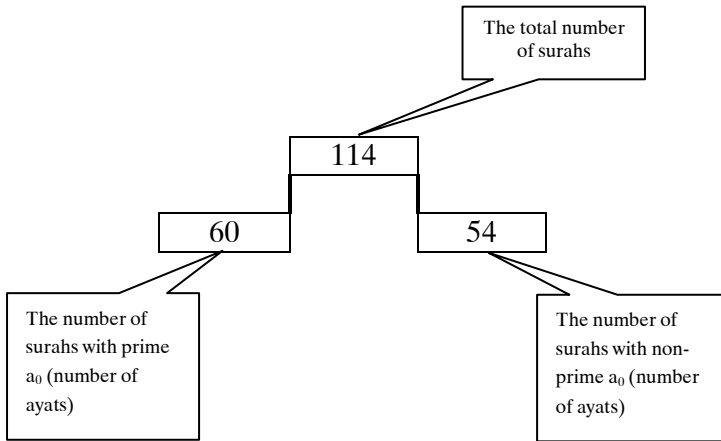 The total number
of surahs
114
60
54
The number of
surahs with prime
a₀ (number of
ayats)
The number of
surahs with non-
prime a₀ (number
of ayats)